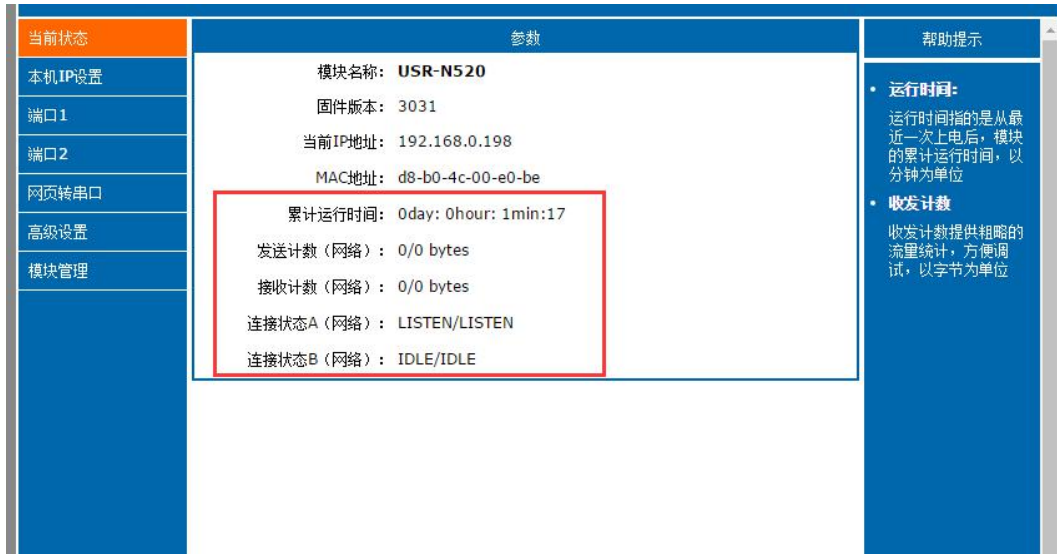 当前状态
本机IP设置
端口1
端口2
网页转串口
高级设置
模块管理
参数
模块名称: USR-N520
固件版本: 3031
当前IP地址: 192.168.0.198
MAC地址: d8-b0-4c-00-e0-be
累计运行时间: 0day: 0hour: 1min:17
发送计数（网络）: 0/0 bytes
接收计数（网络）: 0/0 bytes
连接状态A（网络）: LISTEN/LISTEN
连接状态B（网络）: IDLE/IDLE
帮助提示
• 运行时间:
运行时间指的是从最
近一次上电后，模块
的累计运行时间，以
分钟为单位
• 收发计数
收发计数提供粗略的
流量统计，方便调
试，以字节为单位